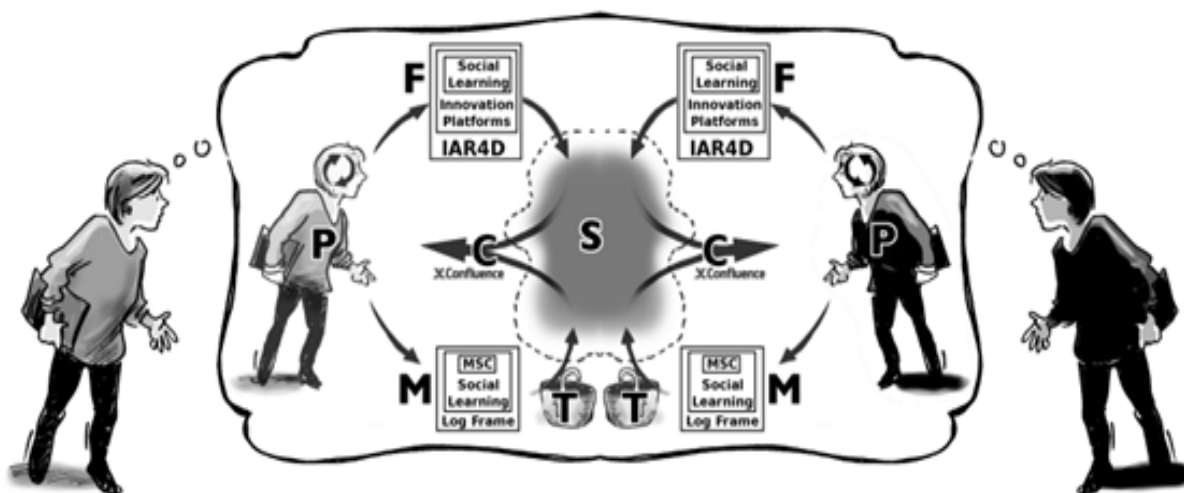 F
Social
Learning
Innovation
Platforms
IAR4D
Social
Learning
Innovation
Platforms
IAR4D
F
P
C
Confluence
S
C
Confluence
P
M
MSC
Social
Learning
Log Frame
T
T
MSC
Social
Learning
Log Frame
M